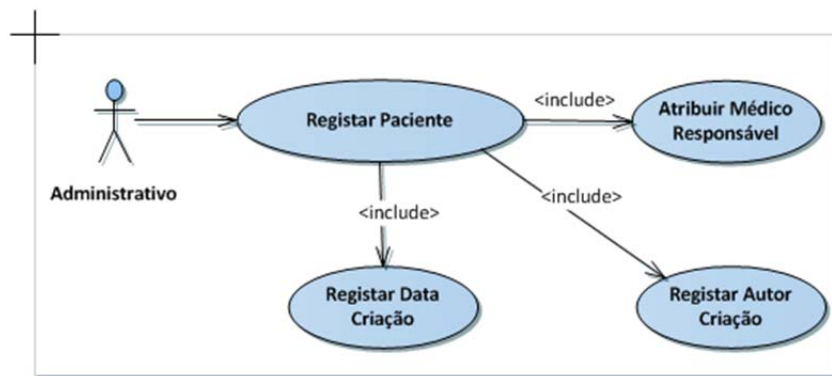 Registar Paciente
<include>
Atribuir Médico
Responsável
Administrativo
<include>
<include>
Registar Data
Criação
Registar Autor
Criação